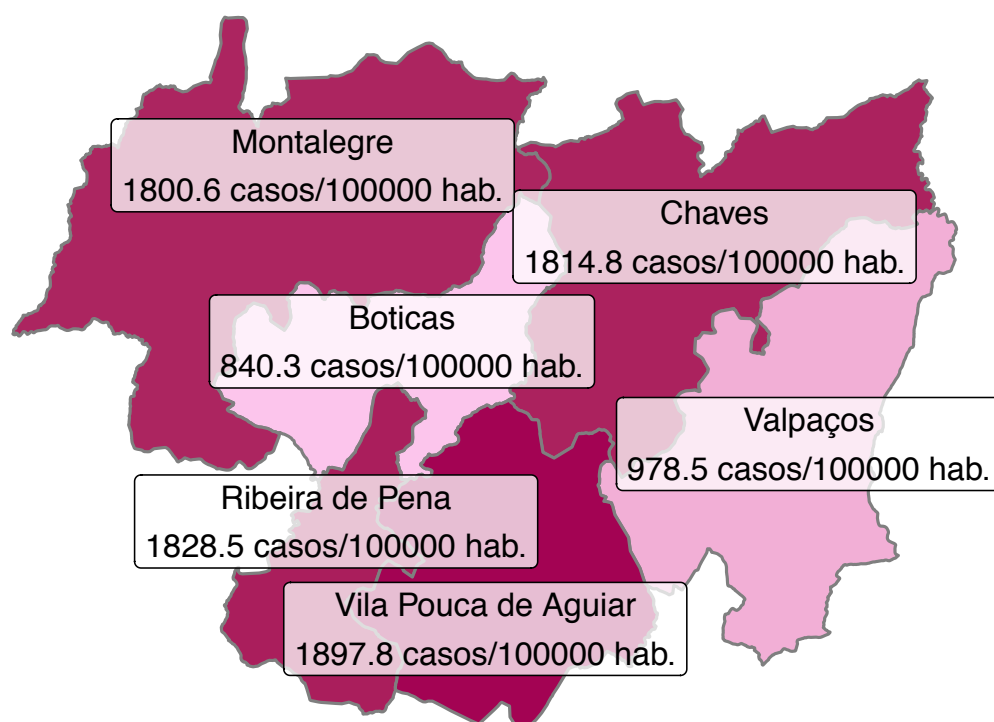 Montalegre
1800.6 casos/100000 hab.
Chaves
1814.8 casos/100000 hab.
Boticas
840.3 casos/100000 hab.
Valpaços
978.5 casos/100000 hab.
Ribeira de Pena
1828.5 casos/100000 hab.
Vila Pouca de Aguiar
1897.8 casos/100000 hab.